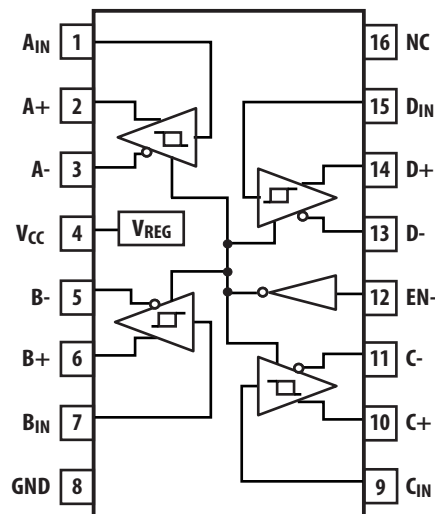 AIN 1
A+ 2
A- 3
VCC 4 VREG
B- 5
B+ 6
BIN 7
GND 8
16 NC
15 DIN
14 D+
13 D-
12 EN-
11 C-
10 C+
9 CIN